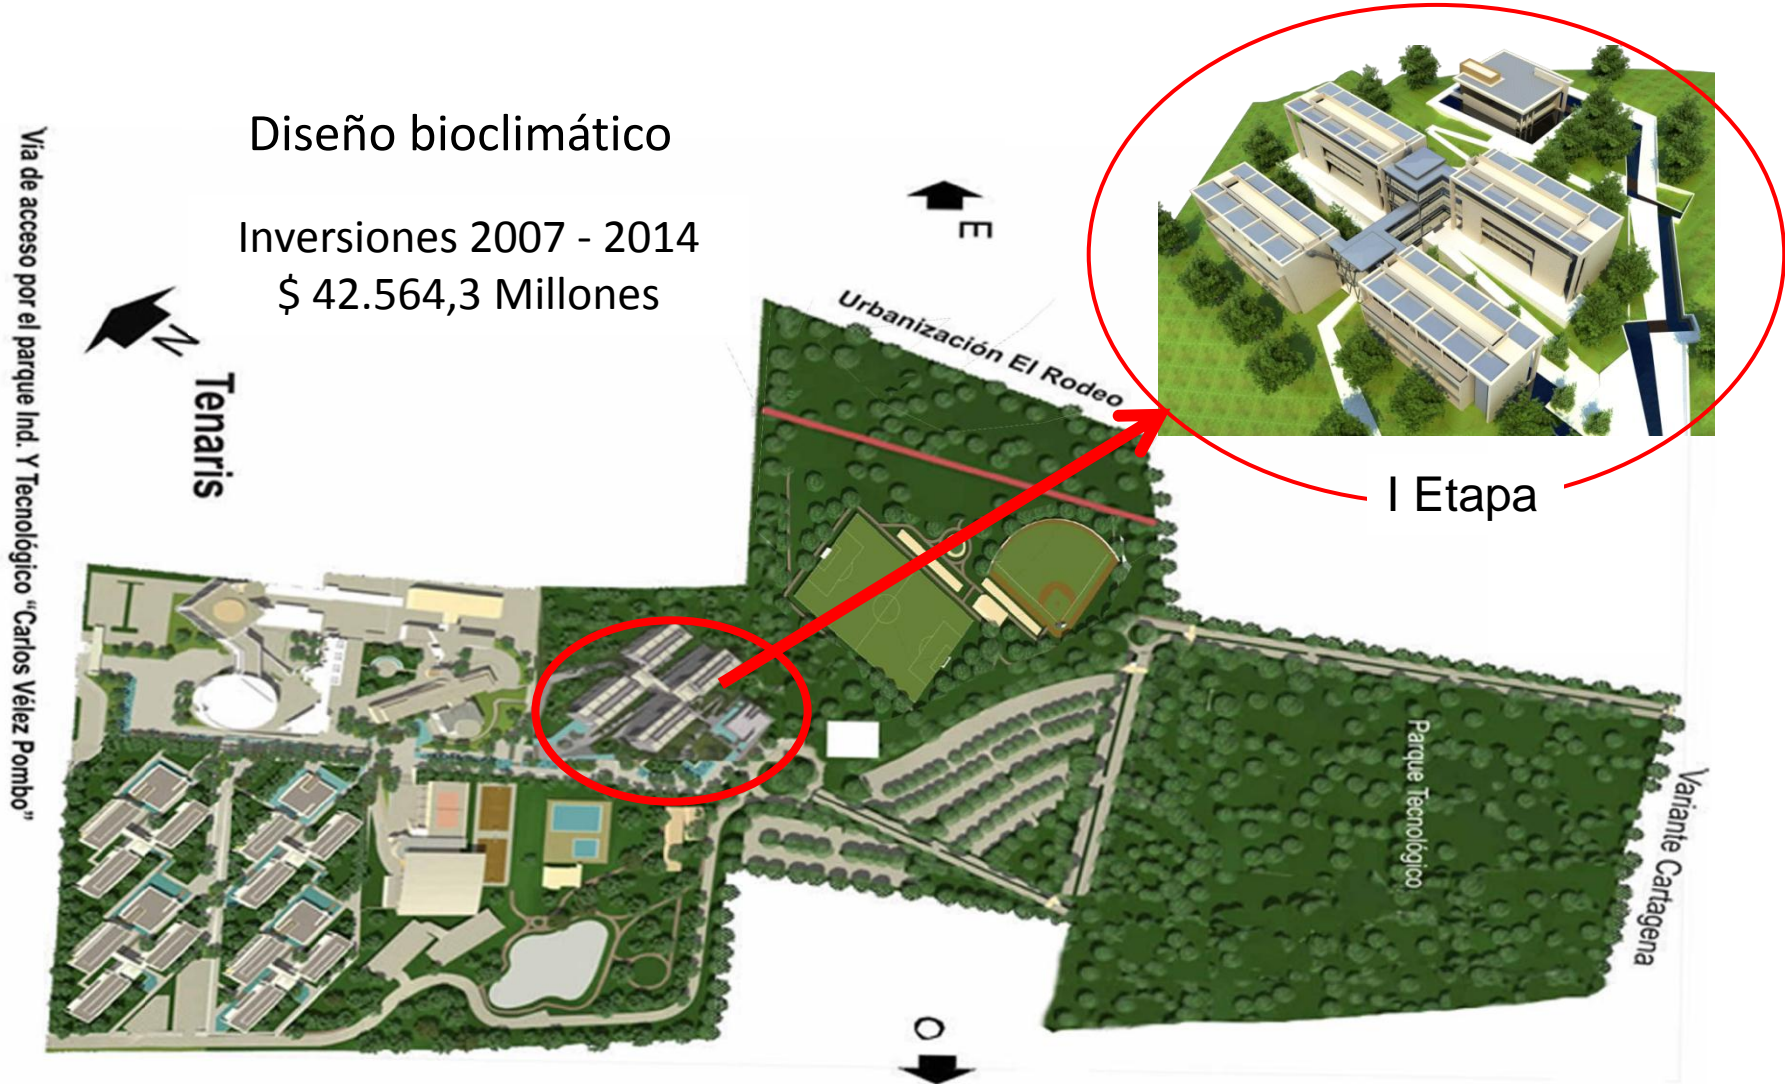 Diseño bioclimático
Inversiones 2007 - 2014
$ 42.564,3 Millones
E
N
Tenaris
Via de acceso por el parque Ind. Y Tecnológico “Carlos Vélez Pombo”
Urbanización El Rodeo
I Etapa
Parque Tecnológico
Variante Cartagena
O